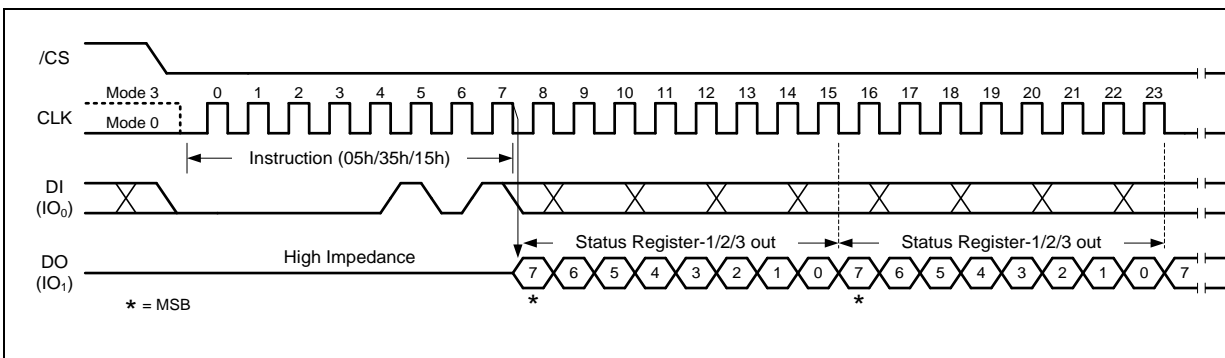 /CS
Mode 3
0 1 2 3 4 5 6 7 8 9 10 11 12 13 14 15 16 17 18 19 20 21 22 23
CLK
Mode 0
Instruction (05h/35h/15h)
DI
(IO0)
Status Register-1/2/3 out Status Register-1/2/3 out
High Impedance
DO
(IO1)
7 6 5 4 3 2 1 0 7 6 5 4 3 2 1 0 7
* *
* = MSB